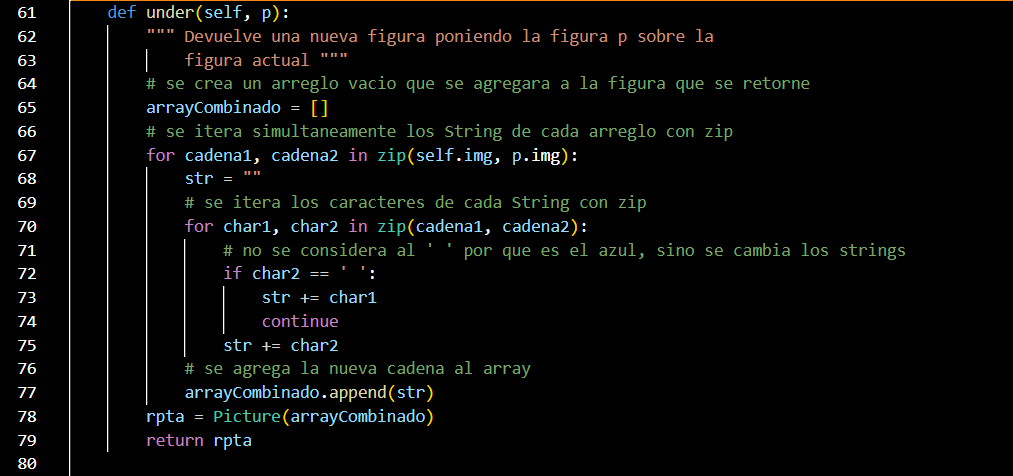 61 def under(self, p):
62 """ Devuelve una nueva figura poniendo la figura p sobre la
63 figura actual """
64 # se crea un arreglo vacio que se agregara a la figura que se retorne
65 arrayCombinado = []
66 # se itera simultaneamente los String de cada arreglo con zip
67 for cadena1, cadena2 in zip(self.img, p.img):
68 str = ""
69 # se itera los caracteres de cada String con zip
70 for char1, char2 in zip(cadena1, cadena2):
71 # no se considera al ' ' por que es el azul, sino se cambia los strings
72 if char2 == ' ':
73 str += char1
74 continue
75 str += char2
76 # se agrega la nueva cadena al array
77 arrayCombinado.append(str)
78 rpta = Picture(arrayCombinado)
79 return rpta
80